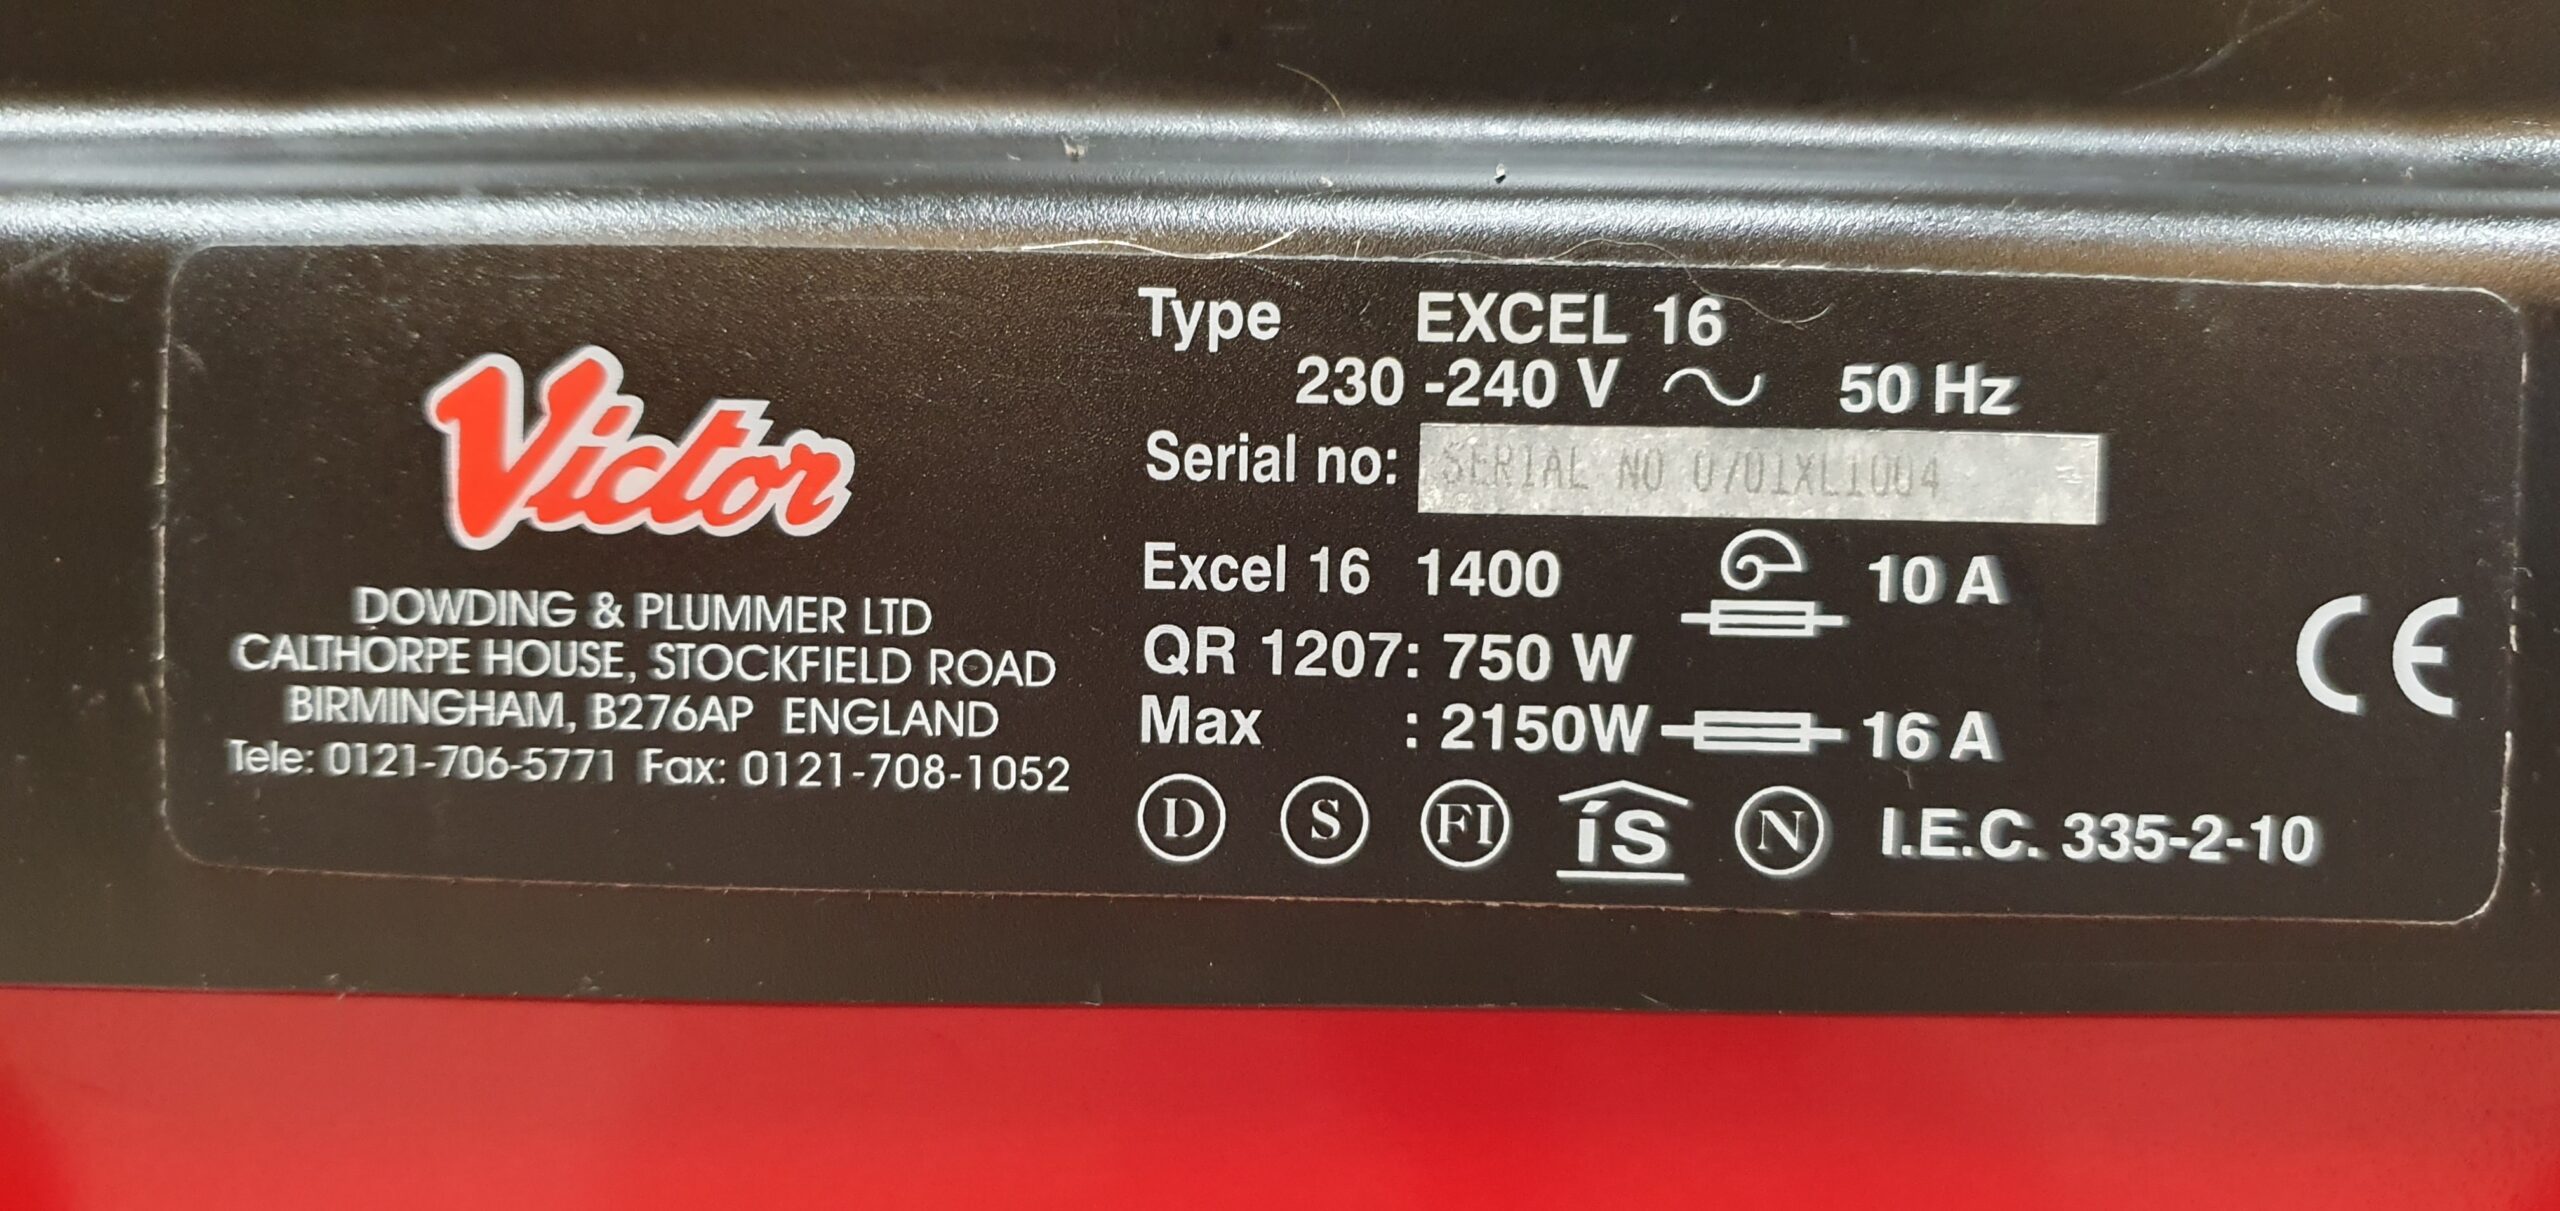 Victor
DOWDING & PLUMMER LTD
CALTHORPE HOUSE, STOCKFIELD ROAD
BIRMINGHAM, B276AP ENGLAND
Tele: 0121-706-5771 Fax: 0121-708-1052
Type EXCEL 16
230 -240 V 50 Hz
Serial no: SERIAL NO 0701XL1004
Excel 16 1400 10 A
QR 1207: 750 W
Max : 2150W 16 A
D S FI iS N I.E.C. 335-2-10
CE